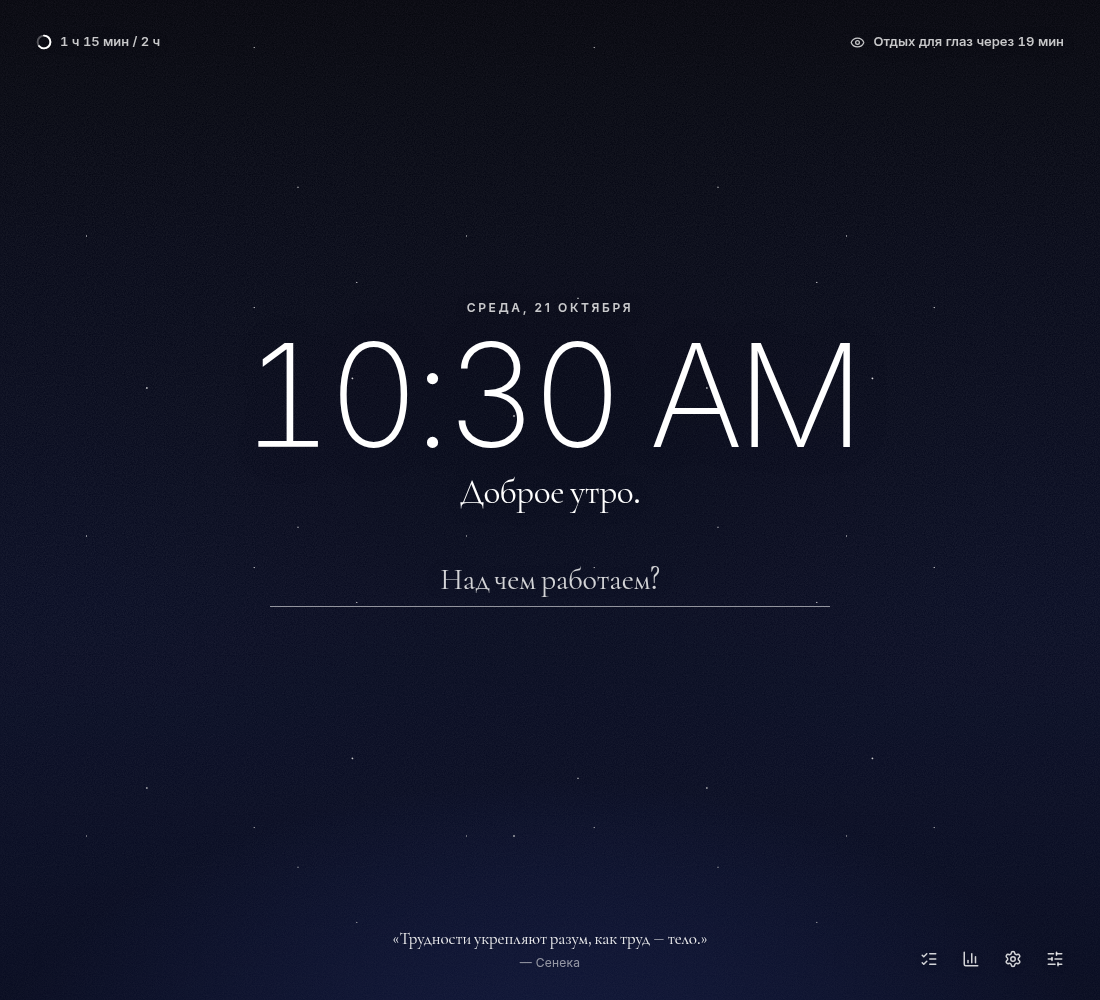 1 ч 15 мин / 2 ч
Отдых для глаз через 19 мин
СРЕДА, 21 ОКТЯБРЯ
10:30 AM
Доброе утро.
Над чем работаем?
«Трудности укрепляют разум, как труд — тело.»
— Сенека